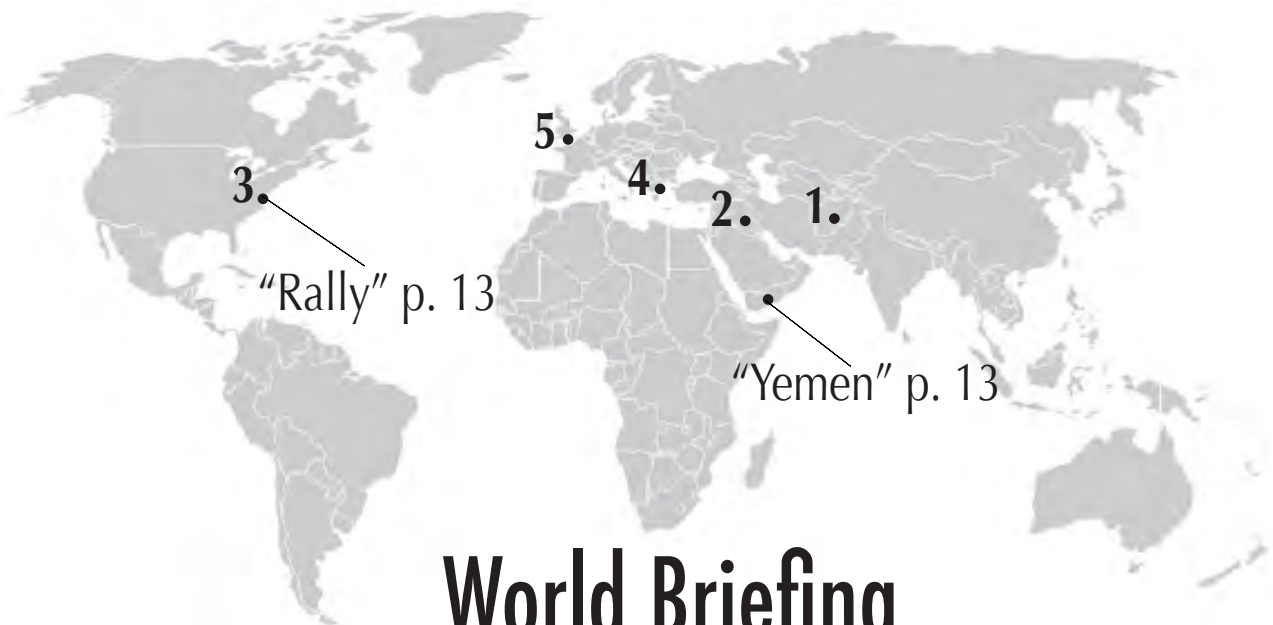 5.
4.
3.
2.
1.
“Rally” p. 13
“Yemen” p. 13
World Briefing